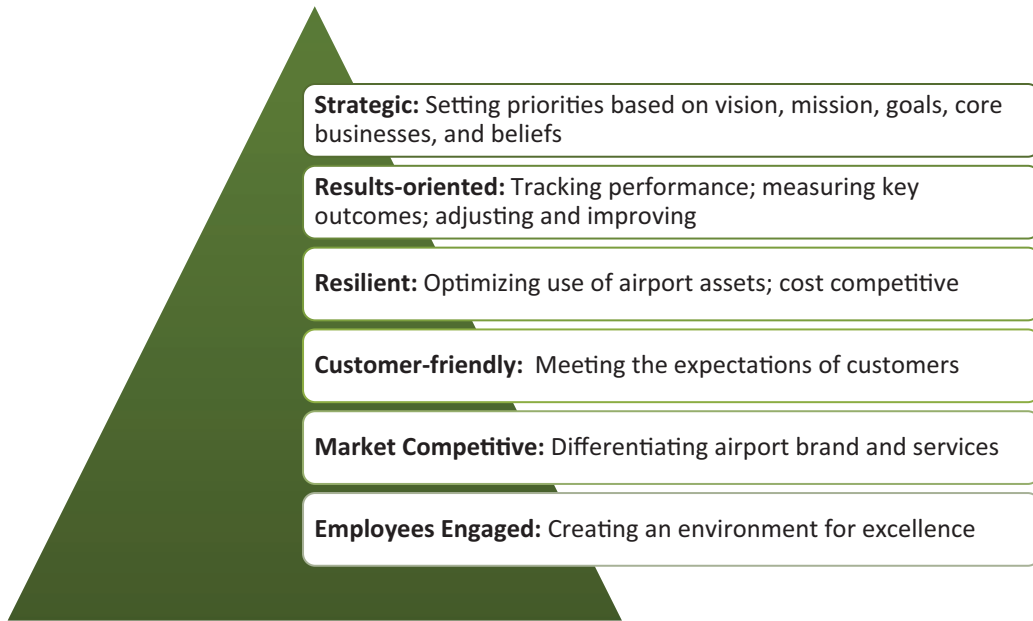 Strategic: Setting priorities based on vision, mission, goals, core
businesses, and beliefs
Results-oriented: Tracking performance; measuring key
outcomes; adjusting and improving
Resilient: Optimizing use of airport assets; cost competitive
Customer-friendly:  Meeting the expectations of customers
Market Competitive: Differentiating airport brand and services
Employees Engaged: Creating an environment for excellence